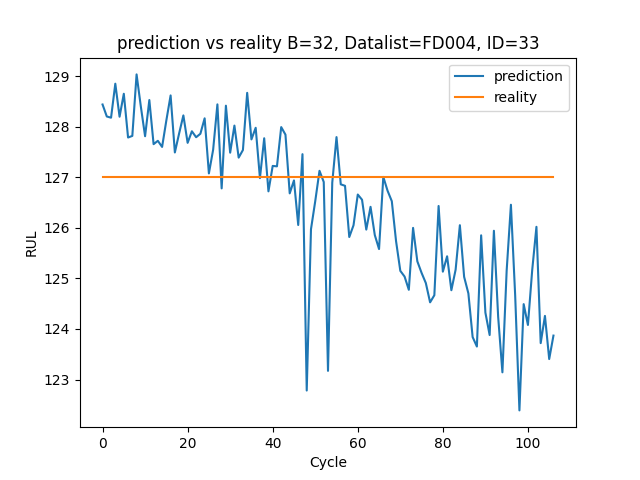 prediction vs reality B=32, Datalist=FD004, ID=33
prediction
reality
129
128
127
126
125
124
123
RUL
0 20 40 60 80 100
Cycle